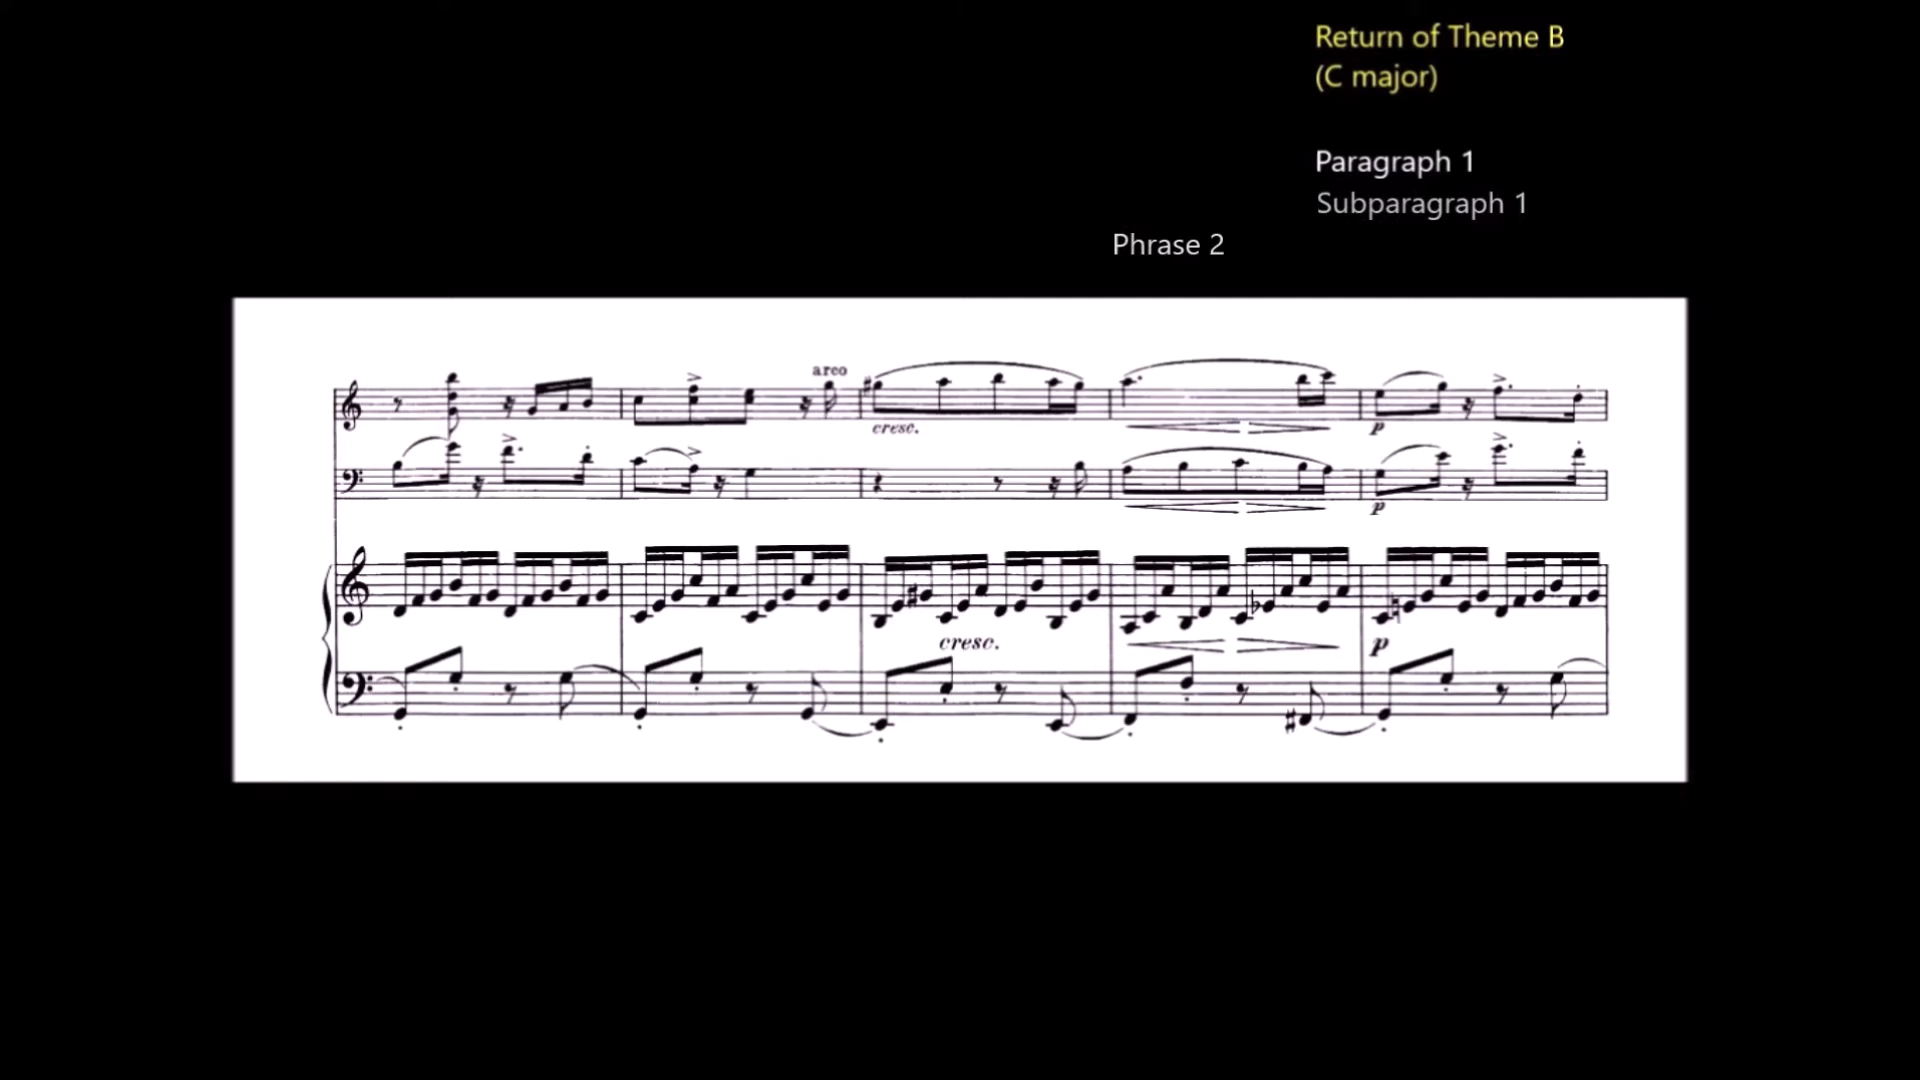 Return of Theme B
(C major)
Paragraph 1
Subparagraph 1
Phrase 2
arco
cresc.
p
p
cresc.
p